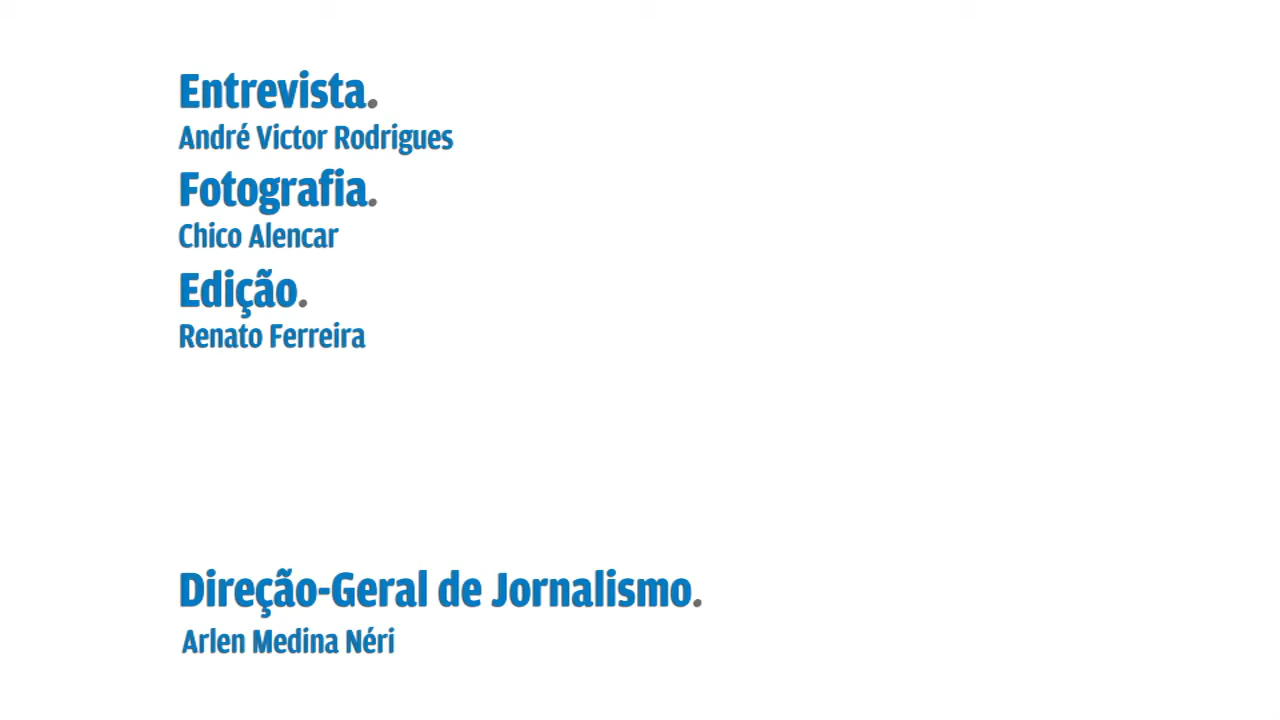 Entrevista.
André Victor Rodrigues
Fotografia.
Chico Alencar
Edição.
Renato Ferreira
Direção-Geral de Jornalismo.
Arlen Medina Néri